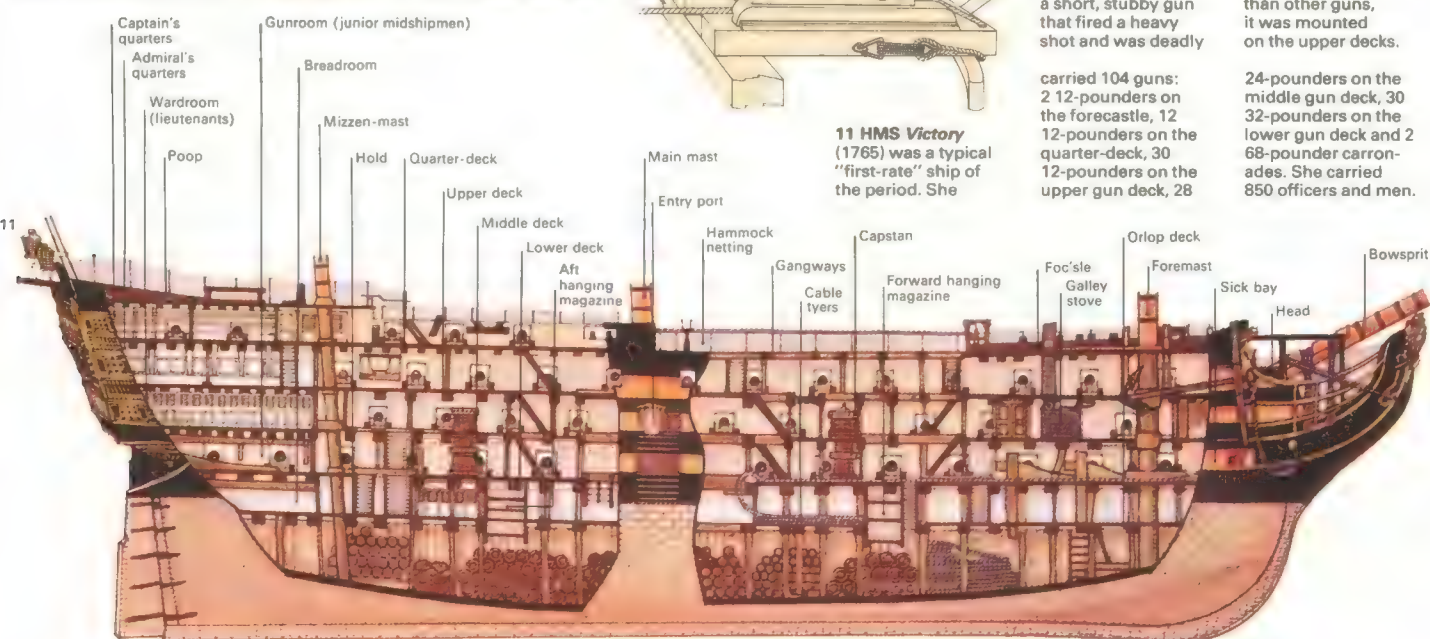 a short, stubby gun
that fired a heavy
shot and was deadly
than other guns,
it was mounted
on the upper decks.
11 HMS Victory
(1765) was a typical
"first-rate" ship of
the period. She
carried 104 guns:
2 12-pounders on
the forecastle, 12
12-pounders on the
quarter-deck, 30
12-pounders on the
upper gun deck, 28
24-pounders on the
middle gun deck, 30
32-pounders on the
lower gun deck and 2
68-pounder carron-
ades. She carried
850 officers and men.
11
Captain's
quarters
Admiral's
quarters
Wardroom
(lieutenants)
Poop
Gunroom (junior midshipmen)
Breadroom
Mizzen-mast
Hold
Quarter-deck
Upper deck
Middle deck
Lower deck
Aft
hanging
magazine
Main mast
Entry port
Hammock
netting
Gangways
Cable
tyers
Capstan
Forward hanging
magazine
Foc'sle
Galley
stove
Orlop deck
Foremast
Sick bay
Head
Bowsprit